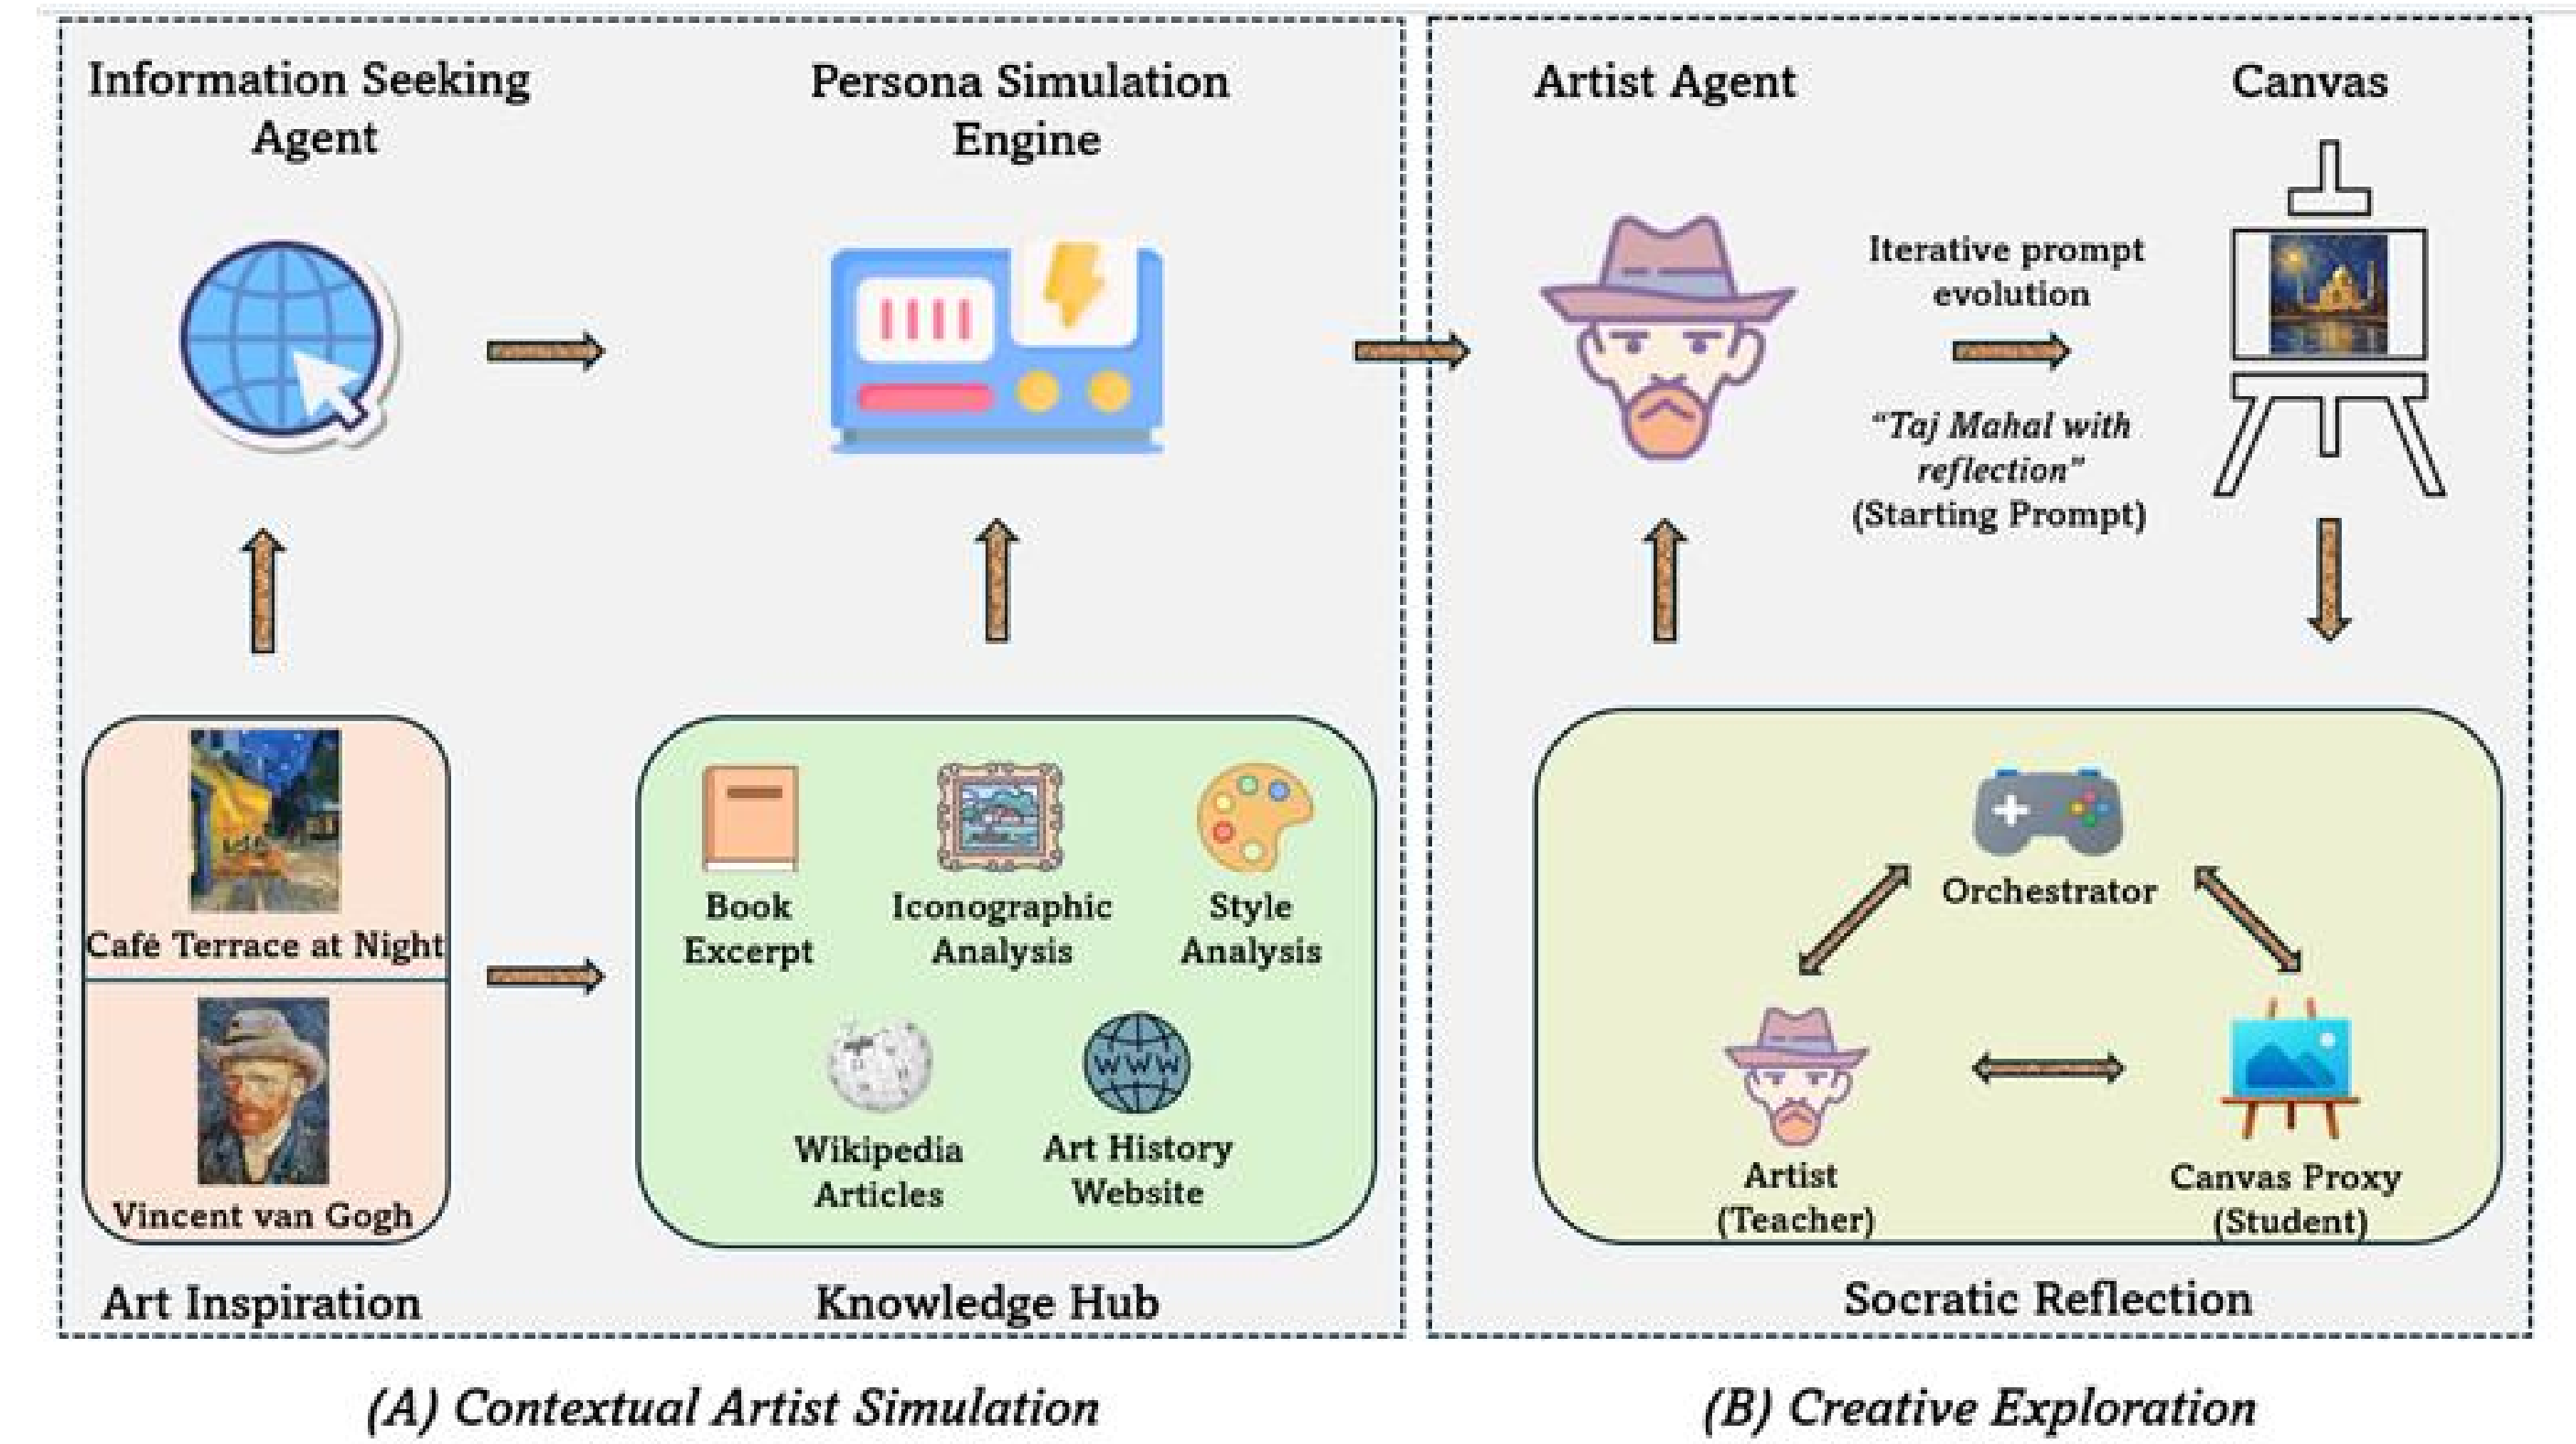 Information Seeking
Agent
Persona Simulation
Engine
Café Terrace at Night
Vincent van Gogh
Art Inspiration
Book
Excerpt
Iconographic
Analysis
Style
Analysis
Wikipedia
Articles
WWW
Art History
Website
Knowledge Hub
(A) Contextual Artist Simulation
Artist Agent
Canvas
Iterative prompt
evolution
“Taj Mahal with
reflection”
(Starting Prompt)
Orchestrator
Artist
(Teacher)
Canvas Proxy
(Student)
Socratic Reflection
(B) Creative Exploration